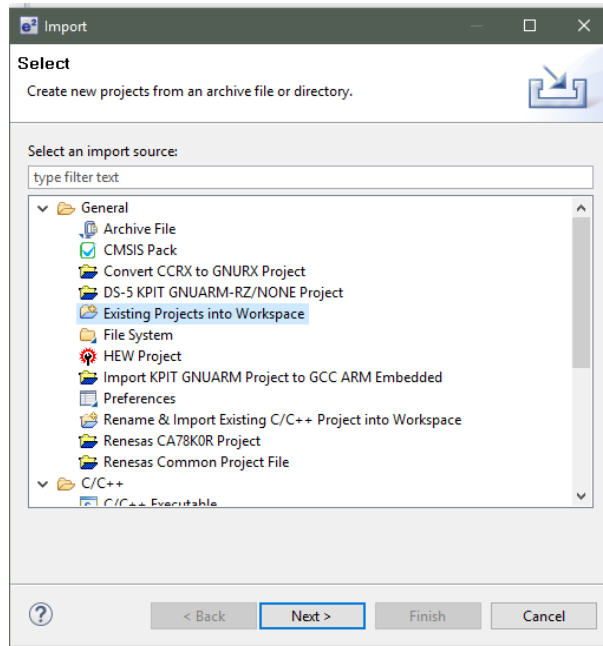 e² Import
Select
Create new projects from an archive file or directory.
Select an import source:
type filter text
General
Archive File
CMSIS Pack
Convert CCRX to GNURX Project
DS-5 KPIT GNUARM-RZ/NONE Project
Existing Projects into Workspace
File System
HEW Project
Import KPIT GNUARM Project to GCC ARM Embedded
Preferences
Rename & Import Existing C/C++ Project into Workspace
Renesas CA78K0R Project
Renesas Common Project File
C/C++
C/C++ Executable
? < Back Next > Finish Cancel